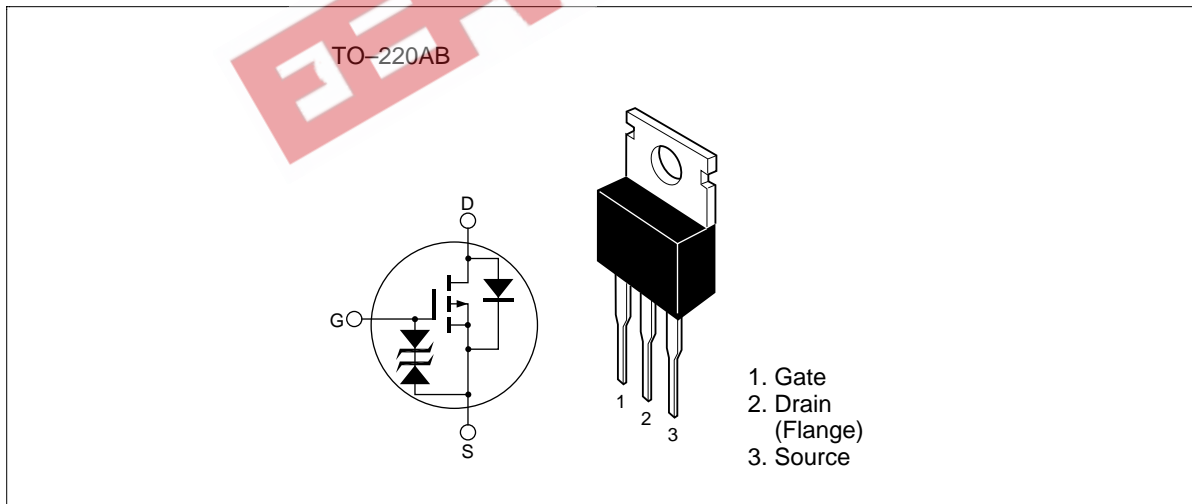 TO–220AB
D
G
S
1
2
3
1. Gate
2. Drain
(Flange)
3. Source